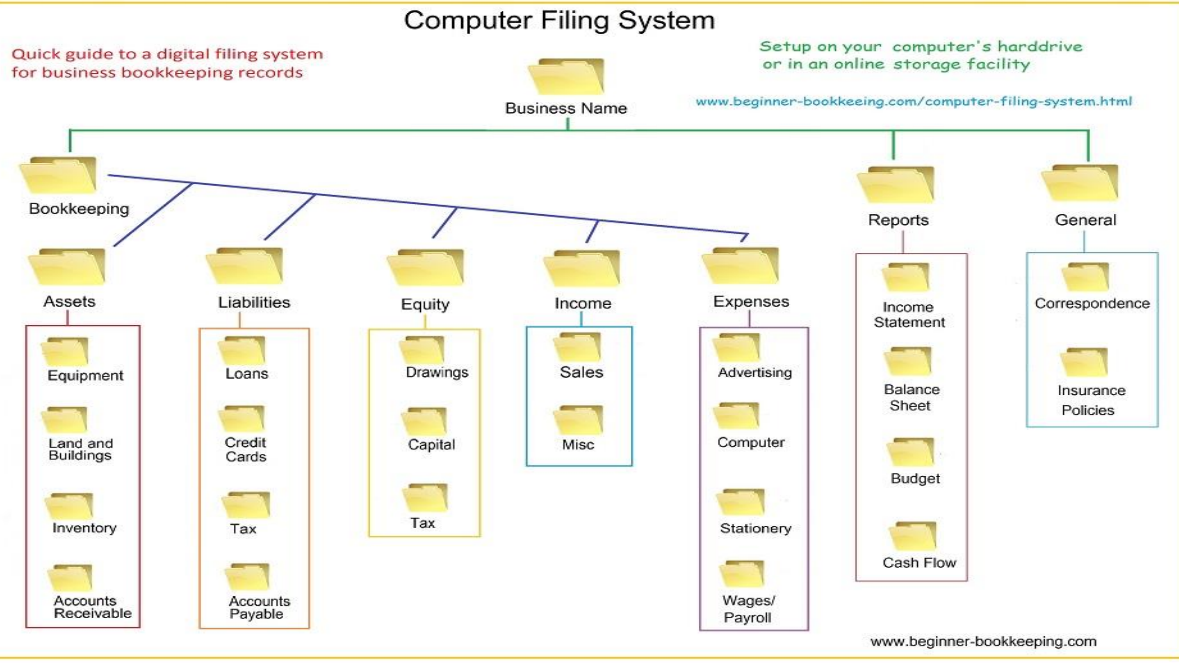 Computer Filing System
Quick guide to a digital filing system
for business bookkeeping records
Setup on your computer's harddrive
or in an online storage facility
www.beginner-bookkeeing.com/computer-filing-system.html
Business Name
Bookkeeping
Reports
General
Assets
Liabilities
Equity
Income
Expenses
Equipment
Land and
Buildings
Inventory
Accounts
Receivable
Loans
Credit
Cards
Tax
Accounts
Payable
Drawings
Capital
Tax
Sales
Misc
Advertising
Computer
Stationery
Wages/
Payroll
Income
Statement
Balance
Sheet
Budget
Cash Flow
Correspondence
Insurance
Policies
www.beginner-bookkeeping.com